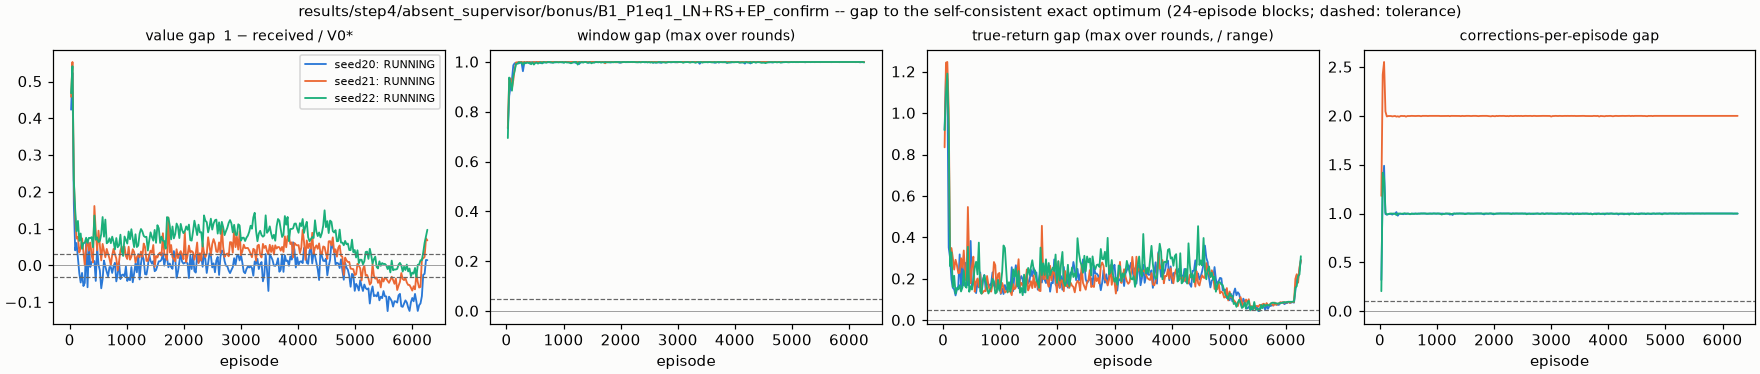 results/step4/absent_supervisor/bonus/B1_P1eq1_LN+RS+EP_confirm -- gap to the self-consistent exact optimum (24-episode blocks; dashed: tolerance)
value gap 1 − received / V0*
0.5
0.4
0.3
0.2
0.1
0.0
−0.1
seed20: RUNNING
seed21: RUNNING
seed22: RUNNING
0 1000 2000 3000 4000 5000 6000
episode
window gap (max over rounds)
1.0
0.8
0.6
0.4
0.2
0.0
0 1000 2000 3000 4000 5000 6000
episode
true-return gap (max over rounds, / range)
1.2
1.0
0.8
0.6
0.4
0.2
0.0
0 1000 2000 3000 4000 5000 6000
episode
corrections-per-episode gap
2.5
2.0
1.5
1.0
0.5
0.0
0 1000 2000 3000 4000 5000 6000
episode